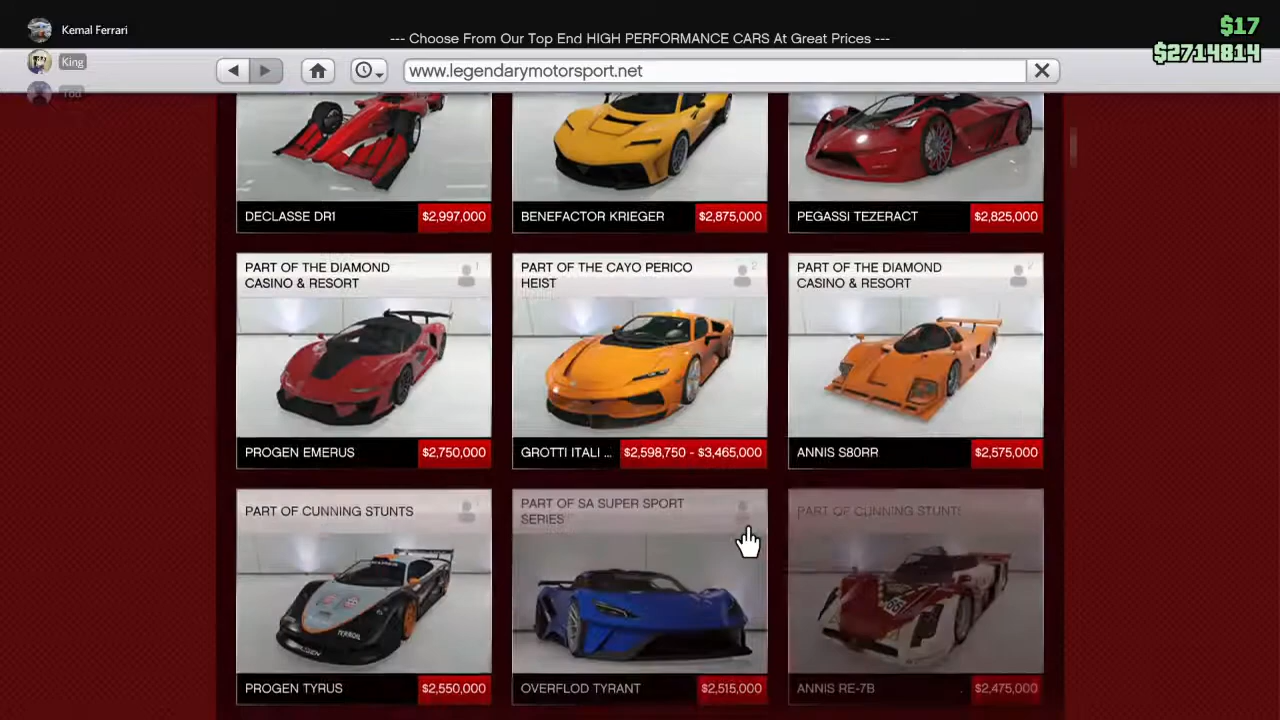 Kemal Ferrari
King
Tod
$17
$2714814
--- Choose From Our Top End HIGH PERFORMANCE CARS At Great Prices ---
www.legendarymotorsport.net
DECLASSE DR1 $2,997,000
BENEFACTOR KRIEGER $2,875,000
PEGASSI TEZERACT $2,825,000
PART OF THE DIAMOND
CASINO & RESORT
PROGEN EMERUS $2,750,000
PART OF THE CAYO PERICO
HEIST
GROTTI ITALI ... $2,598,750 - $3,465,000
PART OF THE DIAMOND
CASINO & RESORT
ANNIS S80RR $2,575,000
PART OF CUNNING STUNTS
PROGEN TYRUS $2,550,000
PART OF SA SUPER SPORT
SERIES
OVERFLOD TYRANT $2,515,000
PART OF CUNNING STUNTS
ANNIS RE-7B $2,475,000